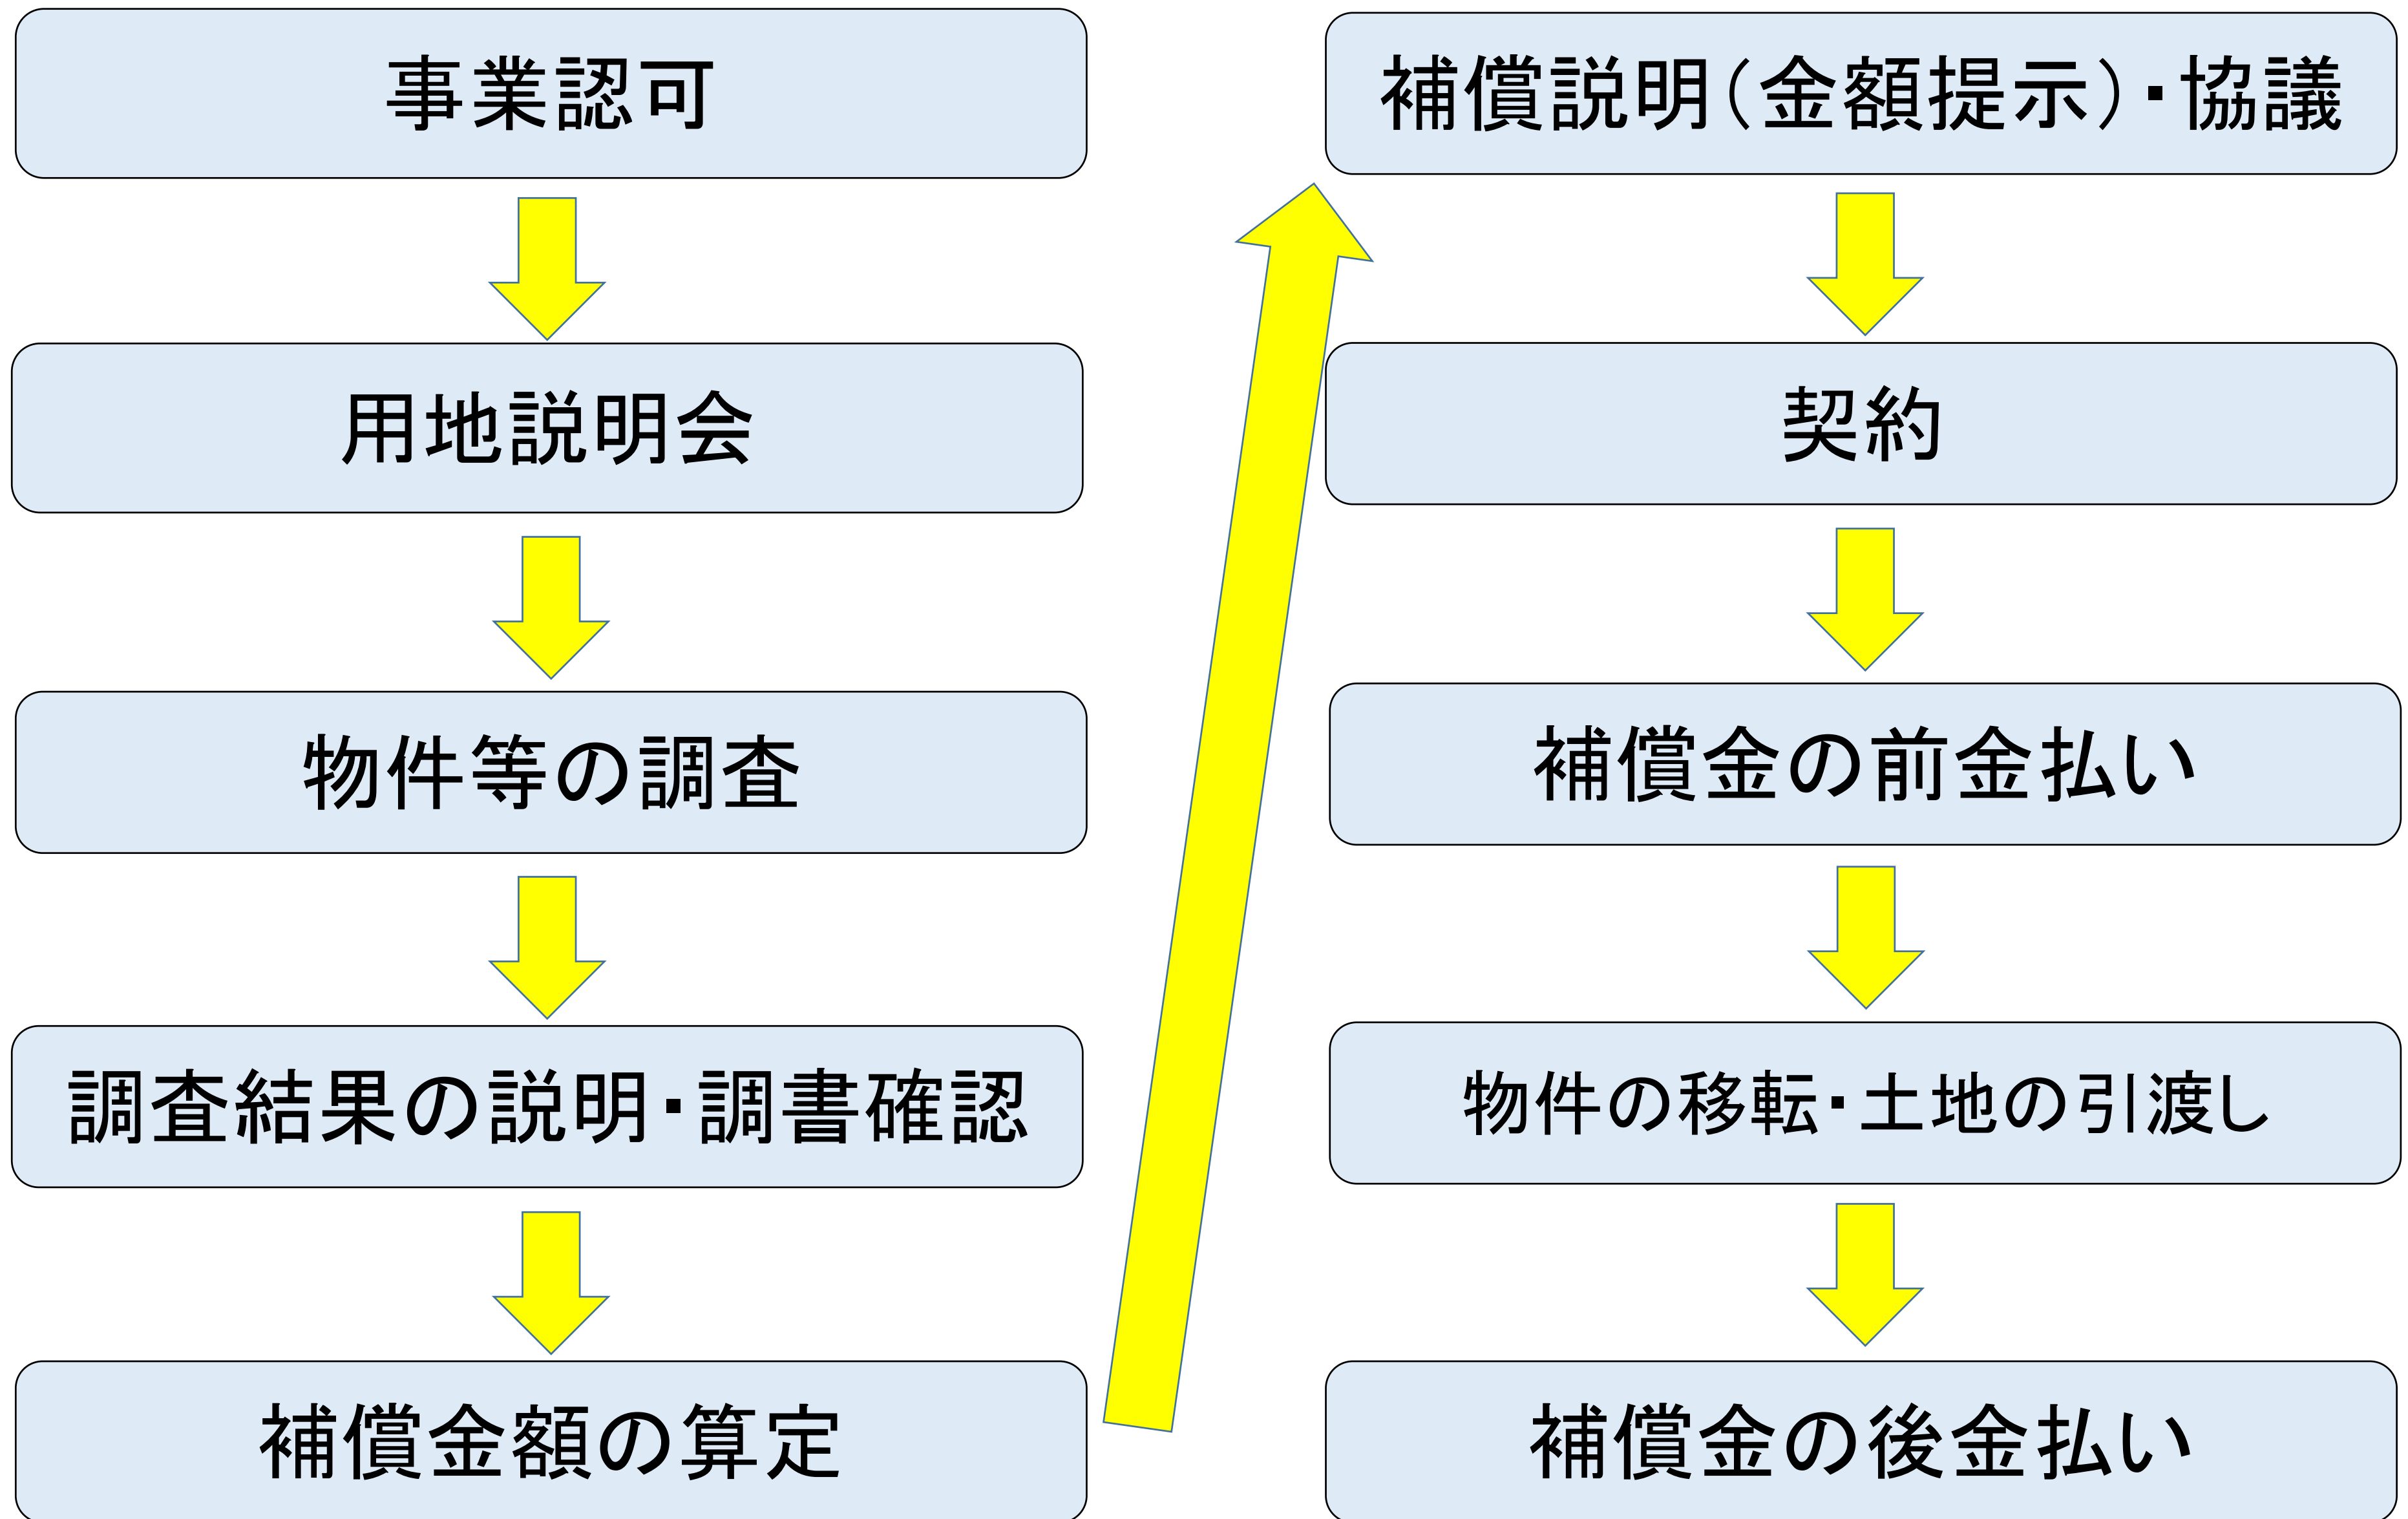 事業認可
用地説明会
物件等の調査
調査結果の説明・調書確認
補償金額の算定
補償説明(金額提示)・協議
契約
補償金の前金払い
物件の移転・土地の引渡し
補償金の後金払い